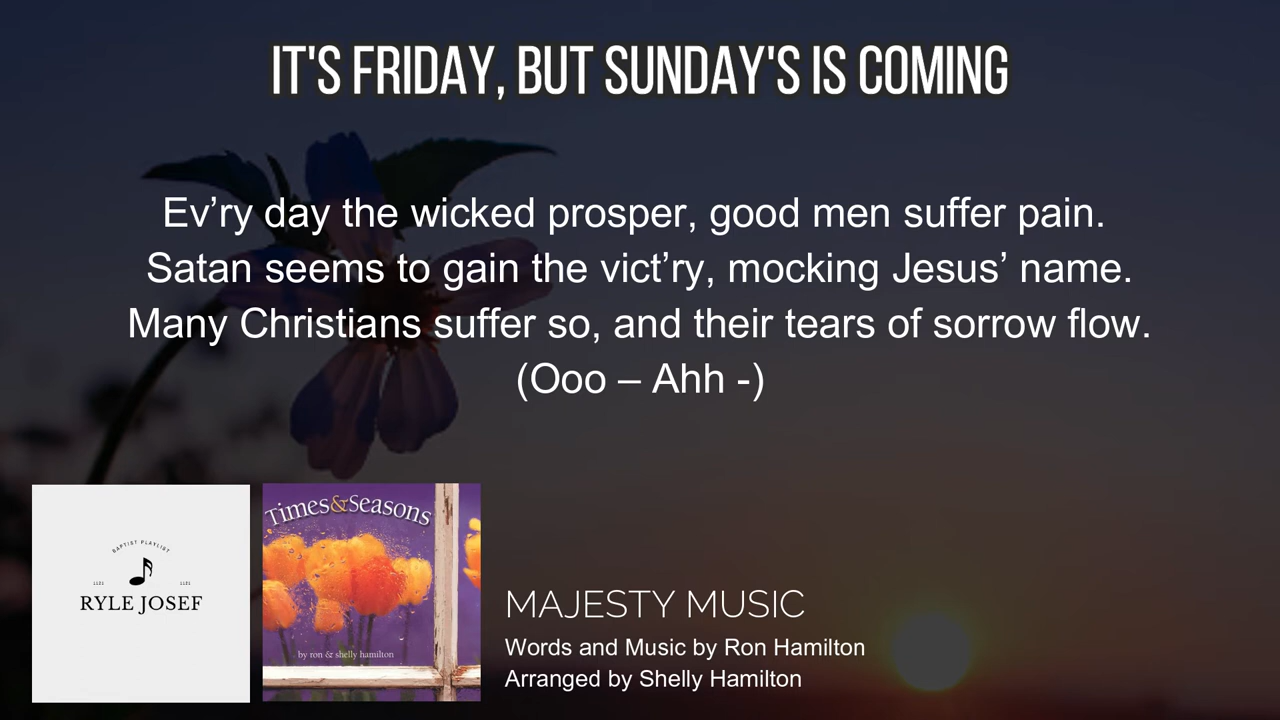 IT'S FRIDAY, BUT SUNDAY'S IS COMING
Ev’ry day the wicked prosper, good men suffer pain.
Satan seems to gain the vict’ry, mocking Jesus’ name.
Many Christians suffer so, and their tears of sorrow flow.
(Ooo – Ahh -)
BAPTIST PLAYLIST
1121 1121
RYLE JOSEF
Times&Seasons
by ron & shelly hamilton
MAJESTY MUSIC
Words and Music by Ron Hamilton
Arranged by Shelly Hamilton